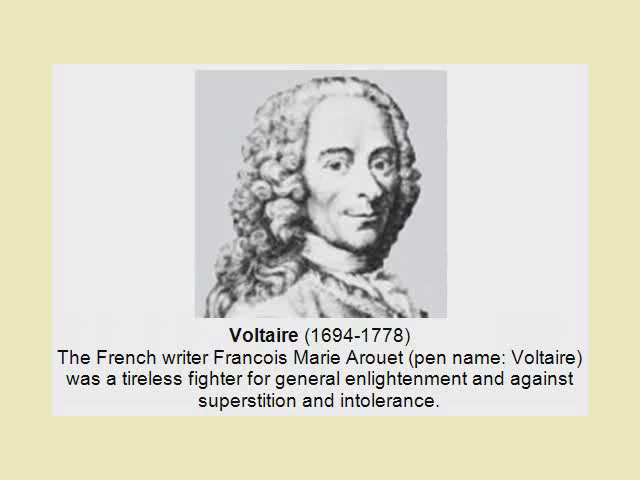 Voltaire (1694-1778)
The French writer Francois Marie Arouet (pen name: Voltaire)
was a tireless fighter for general enlightenment and against
superstition and intolerance.